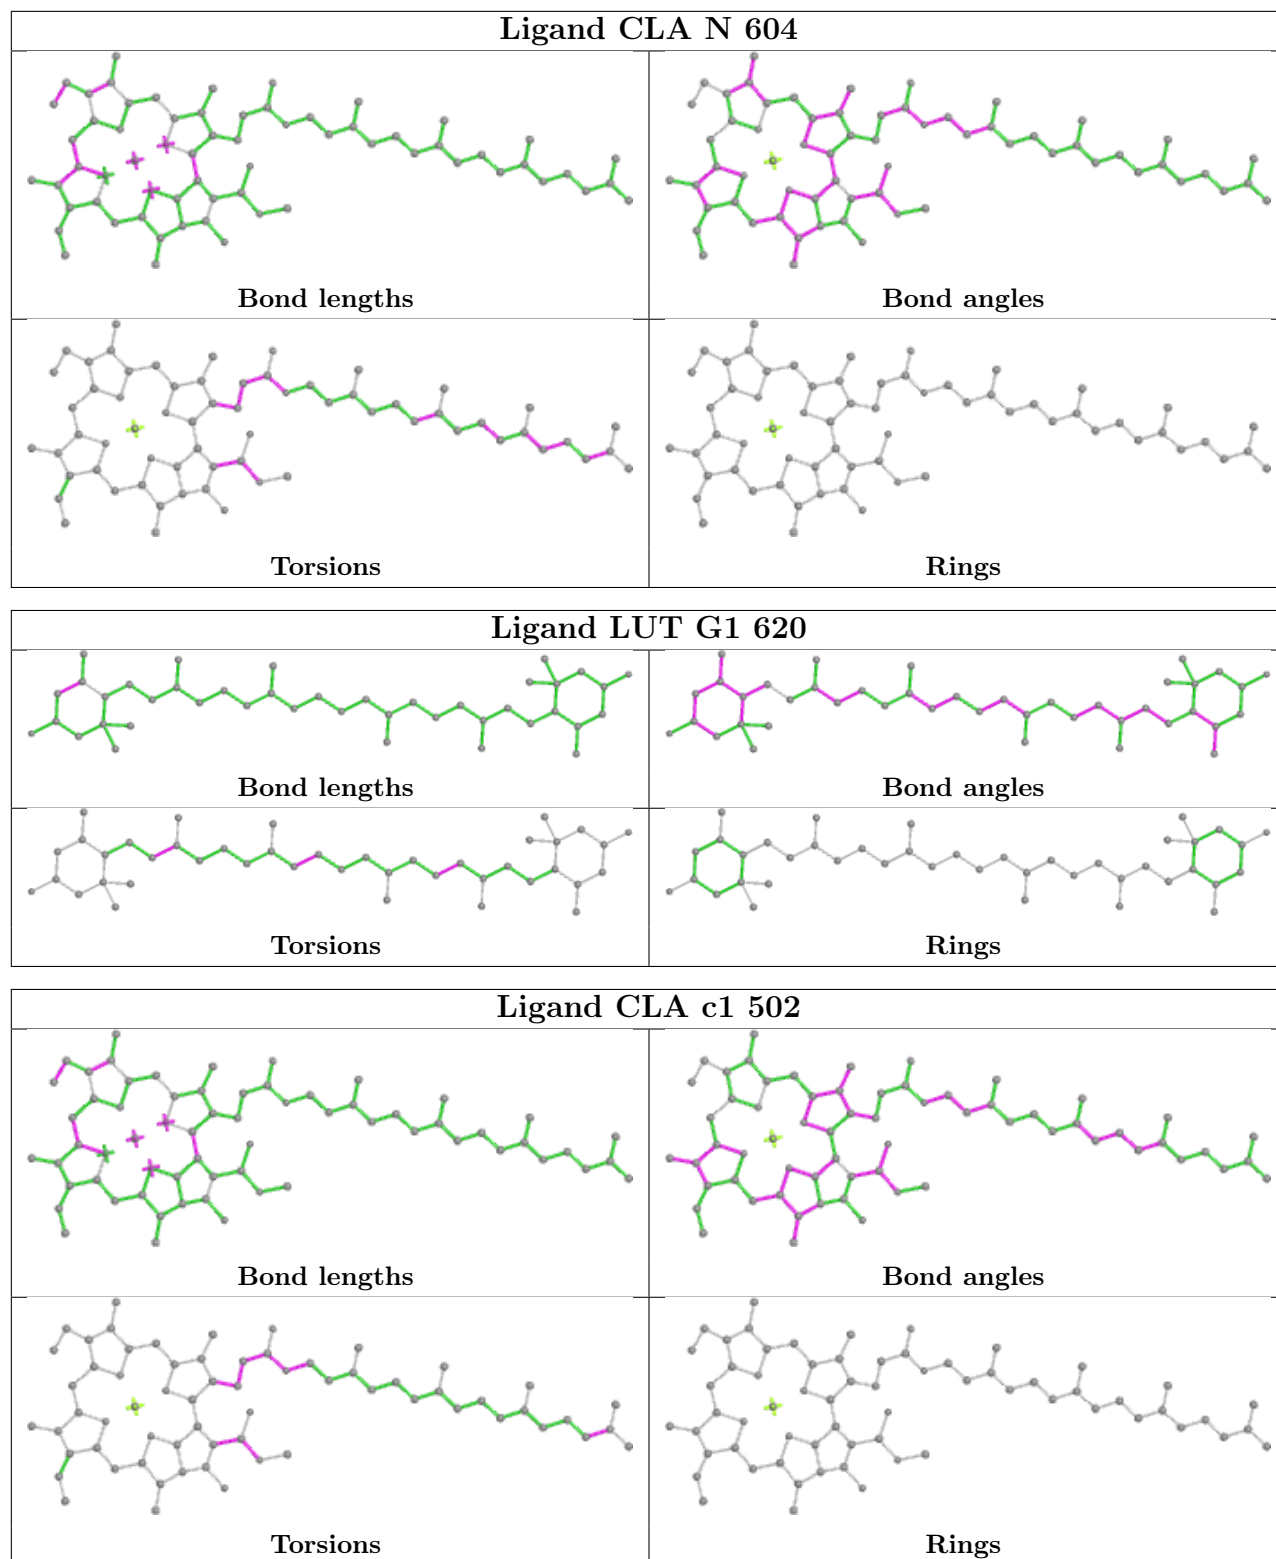 Ligand CLA N 604
Bond lengths
Bond angles
Torsions
Rings
Ligand LUT G1 620
Bond lengths
Bond angles
Torsions
Rings
Ligand CLA c1 502
Bond lengths
Bond angles
Torsions
Rings